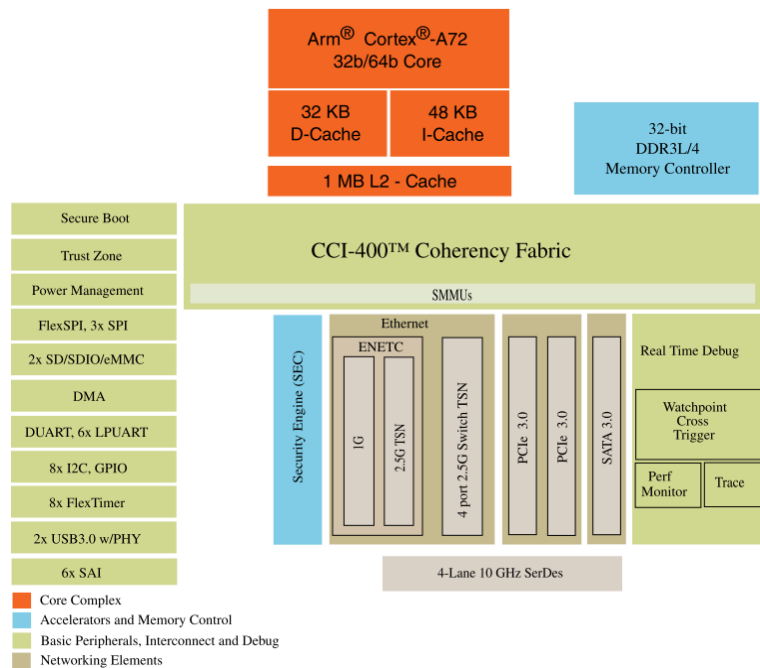 Arm® Cortex®-A72
32b/64b Core
32 KB
D-Cache
48 KB
I-Cache
1 MB L2 - Cache
32-bit
DDR3L/4
Memory Controller
Secure Boot
Trust Zone
Power Management
FlexSPI, 3x SPI
2x SD/SDIO/eMMC
DMA
DUART, 6x LPUART
8x I2C, GPIO
8x FlexTimer
2x USB3.0 w/PHY
6x SAI
CCI-400™ Coherency Fabric
SMMUs
Security Engine (SEC)
Ethernet
ENETC
1G
2.5G TSN
4 port 2.5G Switch TSN
PCIe 3.0
PCIe 3.0
SATA 3.0
Real Time Debug
Watchpoint
Cross
Trigger
Perf
Monitor
Trace
4-Lane 10 GHz SerDes
Core Complex
Accelerators and Memory Control
Basic Peripherals, Interconnect and Debug
Networking Elements